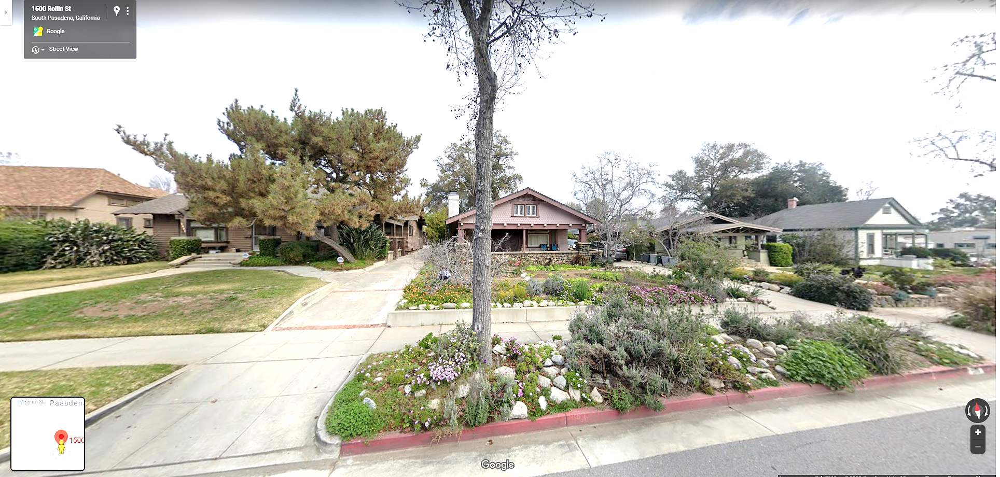 1500 Rollin St
South Pasadena, California
Google
Street View
Mission St
Pasaden
1500
Google